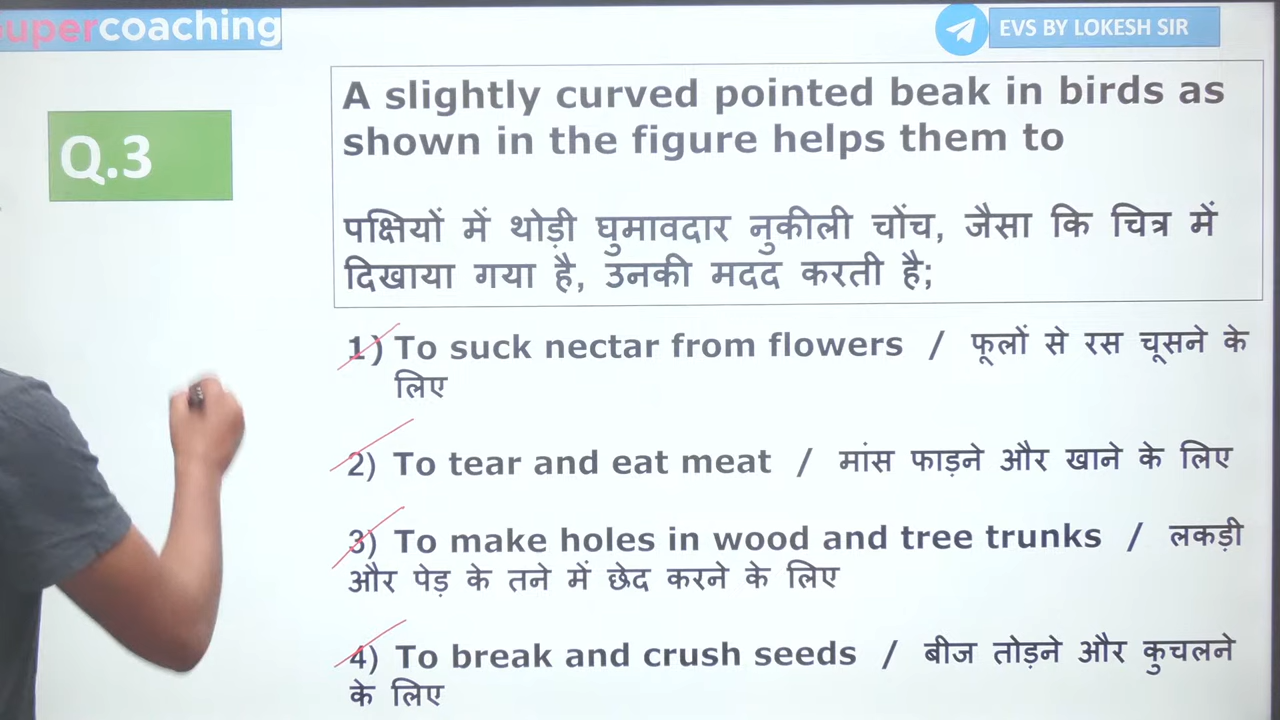 supercoaching
EVS BY LOKESH SIR
Q.3
A slightly curved pointed beak in birds as
shown in the figure helps them to
पक्षियों में थोड़ी घुमावदार नुकीली चोंच, जैसा कि चित्र में
दिखाया गया है, उनकी मदद करती है;
1) To suck nectar from flowers / फूलों से रस चूसने के
लिए
2) To tear and eat meat / मांस फाड़ने और खाने के लिए
3) To make holes in wood and tree trunks / लकड़ी
और पेड़ के तने में छेद करने के लिए
4) To break and crush seeds / बीज तोड़ने और कुचलने
के लिए